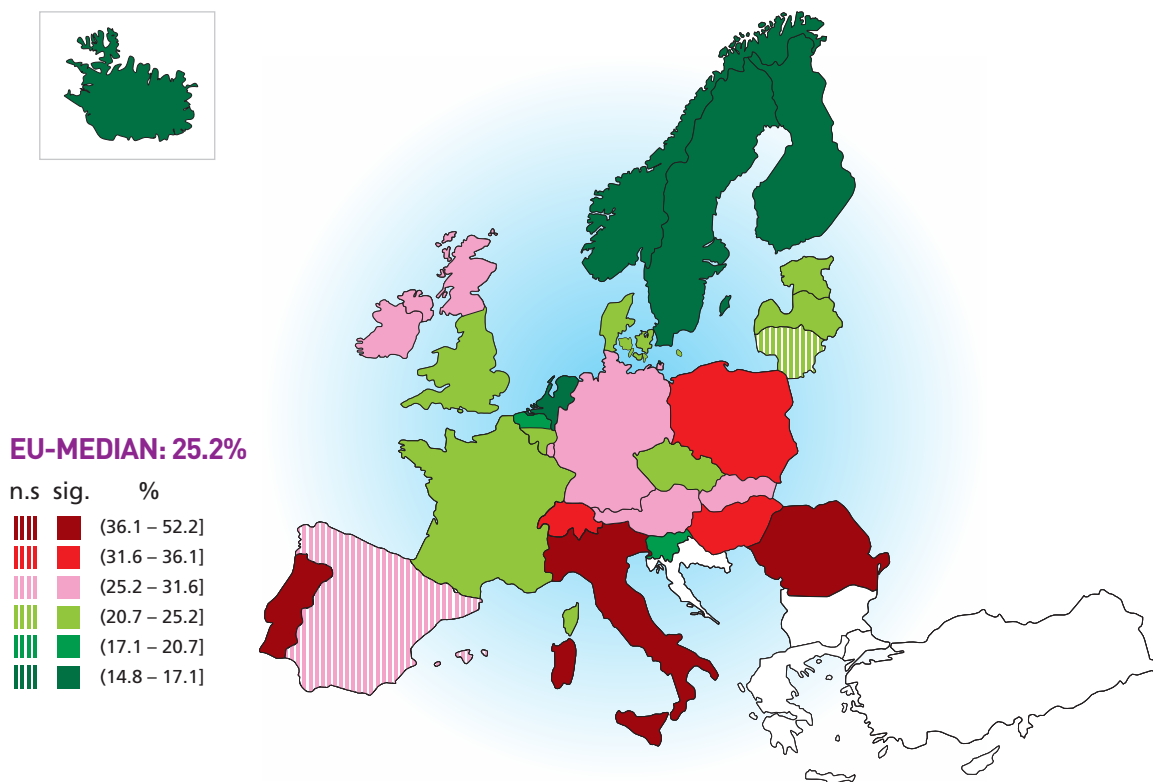 EU-MEDIAN: 25.2%
n.s sig. %
(36.1 – 52.2]
(31.6 – 36.1]
(25.2 – 31.6]
(20.7 – 25.2]
(17.1 – 20.7]
(14.8 – 17.1]